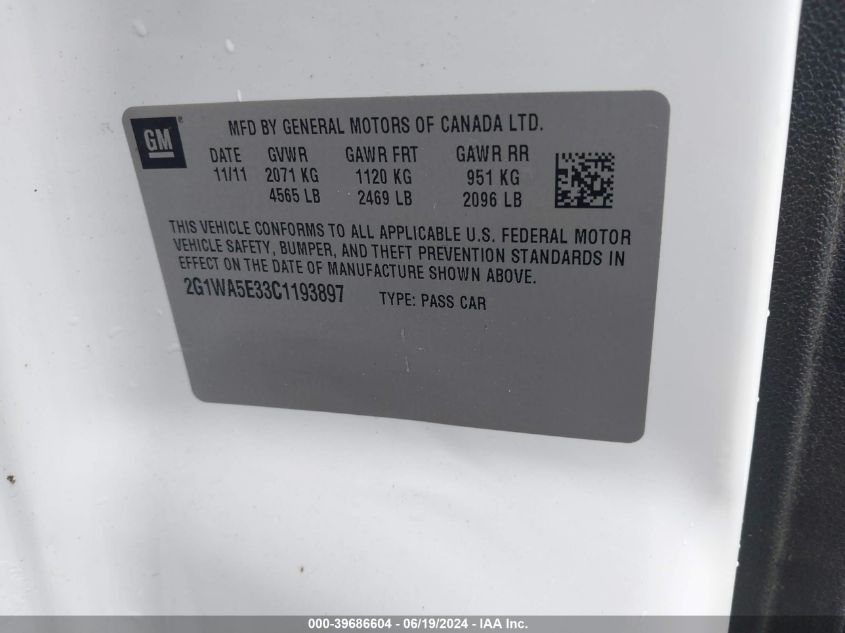 GM ®
MFD BY GENERAL MOTORS OF CANADA LTD.
DATE GVWR GAWR FRT GAWR RR
11/11 2071 KG 1120 KG 951 KG
4565 LB 2469 LB 2096 LB
THIS VEHICLE CONFORMS TO ALL APPLICABLE U.S. FEDERAL MOTOR
VEHICLE SAFETY, BUMPER, AND THEFT PREVENTION STANDARDS IN
EFFECT ON THE DATE OF MANUFACTURE SHOWN ABOVE.
2G1WA5E33C1193897 TYPE: PASS CAR
000-39686604 - 06/19/2024 - IAA Inc.